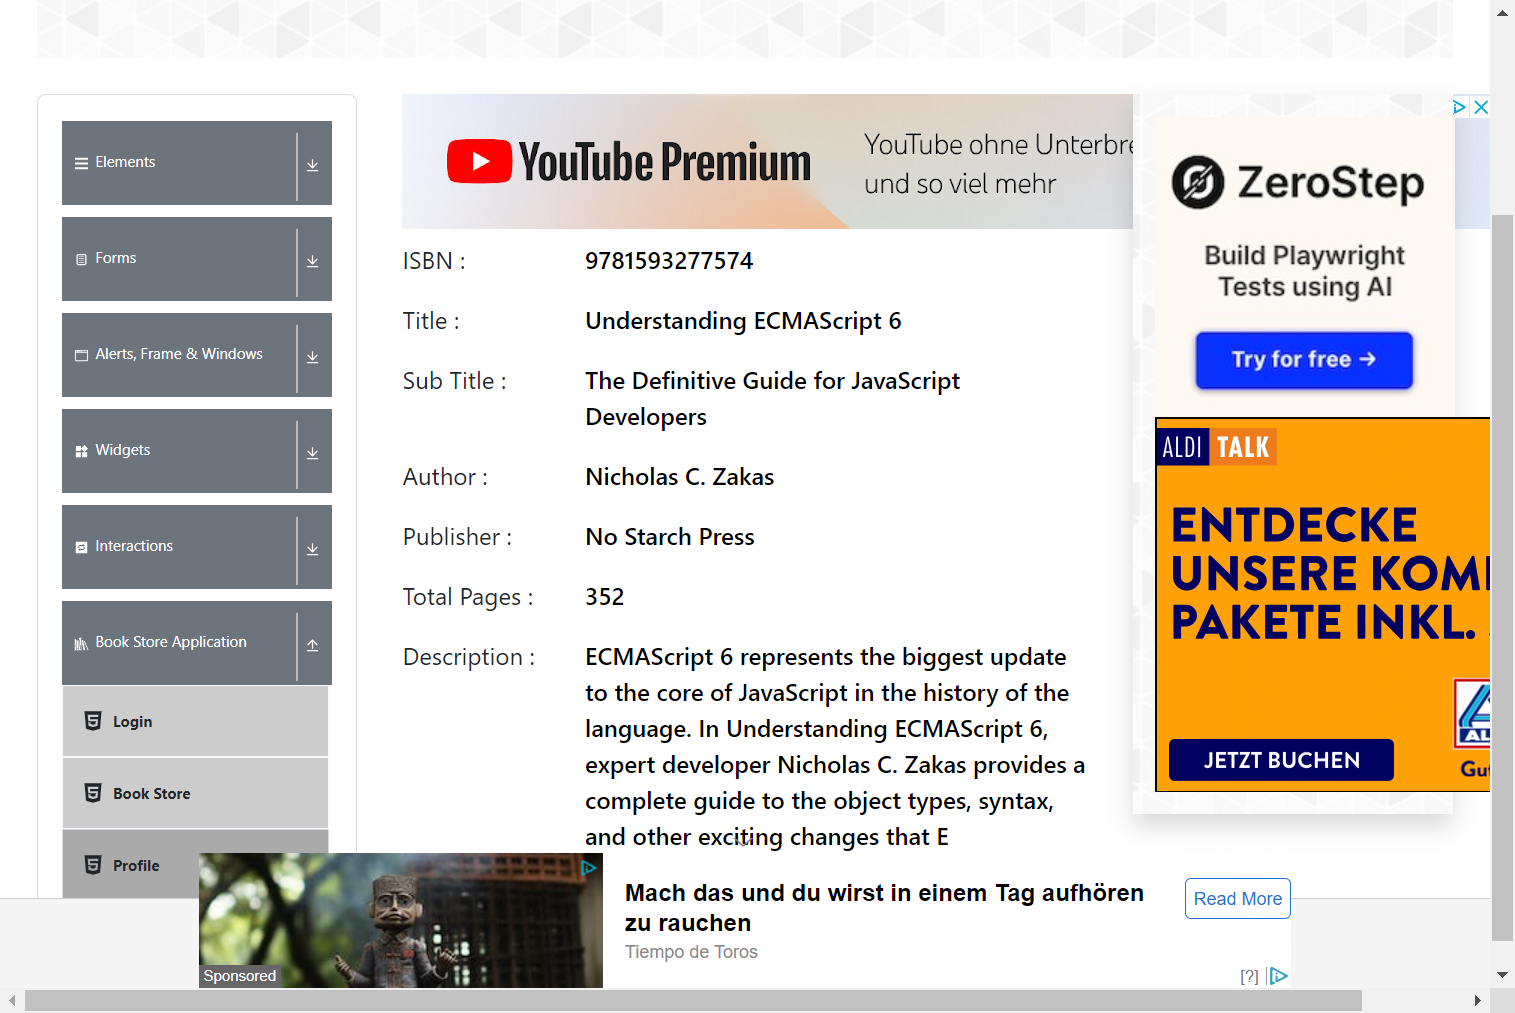 Elements
Forms
Alerts, Frame & Windows
Widgets
Interactions
Book Store Application
Login
Book Store
Profile
YouTube Premium
YouTube ohne Unterbre
und so viel mehr
ISBN :
9781593277574
Title :
Understanding ECMAScript 6
Sub Title :
The Definitive Guide for JavaScript
Developers
Author :
Nicholas C. Zakas
Publisher :
No Starch Press
Total Pages :
352
Description :
ECMAScript 6 represents the biggest update
to the core of JavaScript in the history of the
language. In Understanding ECMAScript 6,
expert developer Nicholas C. Zakas provides a
complete guide to the object types, syntax,
and other exciting changes that E
ZeroStep
Build Playwright
Tests using AI
Try for free →
ALDI TALK
ENTDECKE
UNSERE KOM
PAKETE INKL.
JETZT BUCHEN
AL
Gut
Sponsored
Mach das und du wirst in einem Tag aufhören
zu rauchen
Tiempo de Toros
Read More
[?]